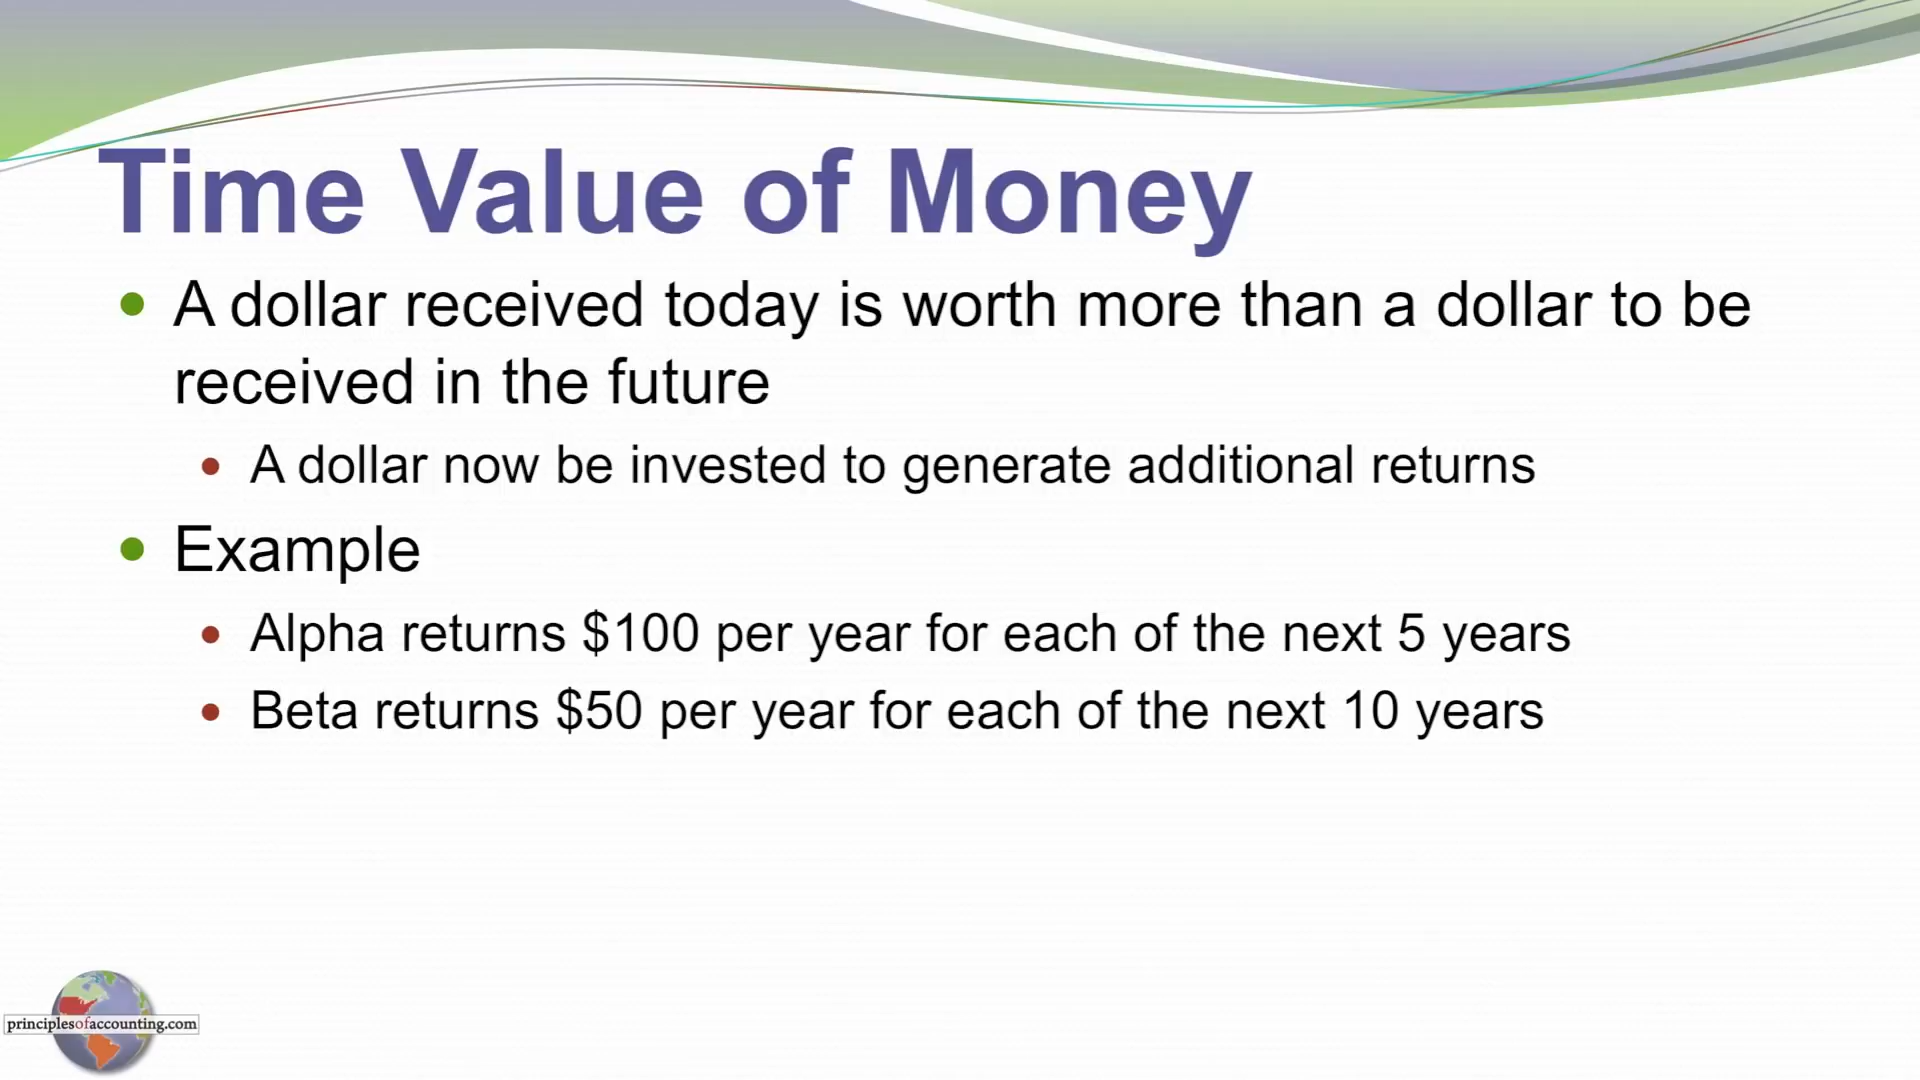 Time Value of Money
A dollar received today is worth more than a dollar to be
received in the future
A dollar now be invested to generate additional returns
Example
Alpha returns $100 per year for each of the next 5 years
Beta returns $50 per year for each of the next 10 years
principlesofaccounting.com